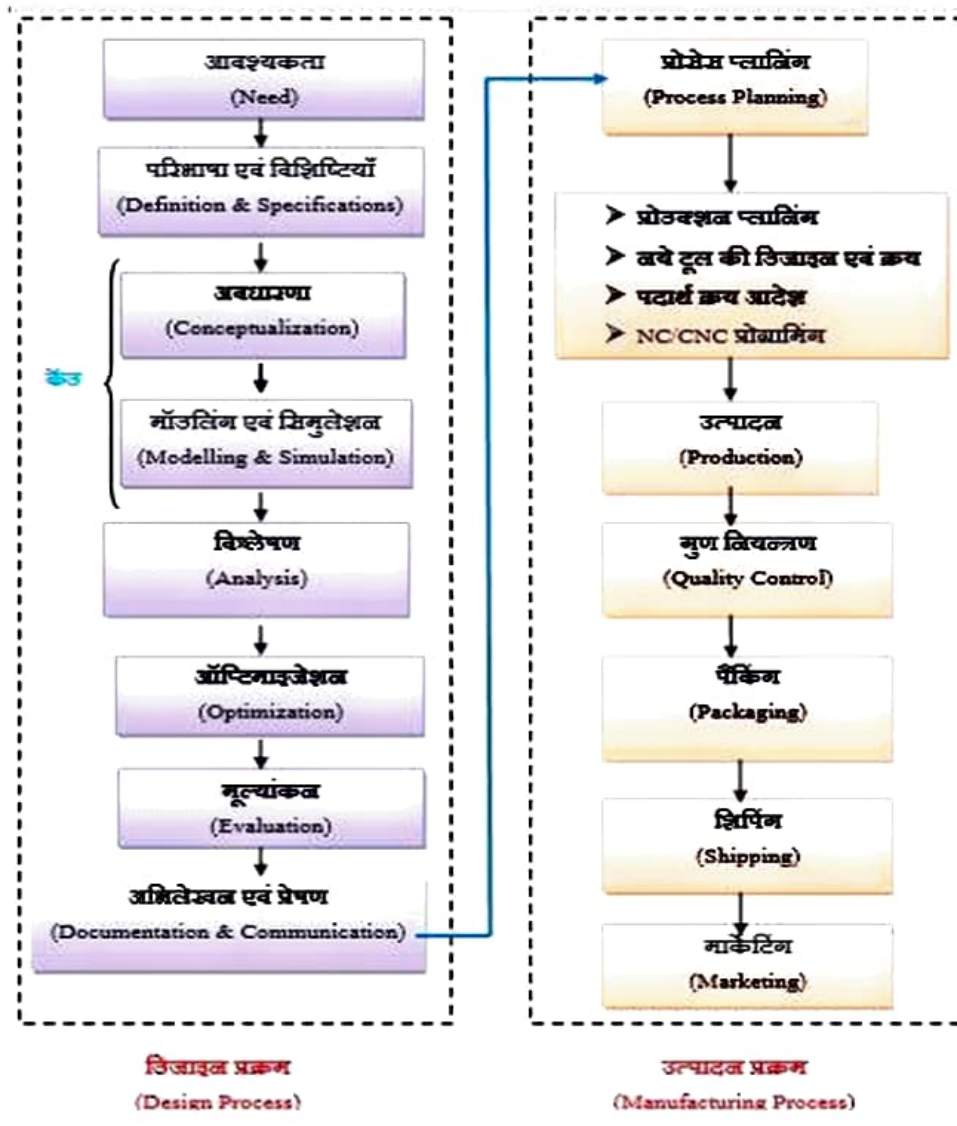 आवश्यकता
(Need)
परिभाषा एवं विशिष्टियाँ
(Definition & Specifications)
अवधारणा
(Conceptualization)
कैड
मॉडलिंग एवं सिमुलेशन
(Modelling & Simulation)
विश्लेषण
(Analysis)
ऑप्टिमाइजेशन
(Optimization)
मूल्यांकन
(Evaluation)
अभिलेखन एवं प्रेषण
(Documentation & Communication)
डिजाइन प्रक्रम
(Design Process)
प्रोसेस प्लानिंग
(Process Planning)
➤ प्रोडक्शन प्लानिंग
➤ नये टूल की डिजाइन एवं क्रय
➤ पदार्थ क्रय आदेश
➤ NC/CNC प्रोग्रामिंग
उत्पादन
(Production)
गुण नियन्त्रण
(Quality Control)
पैकिंग
(Packaging)
शिपिंग
(Shipping)
मार्केटिंग
(Marketing)
उत्पादन प्रक्रम
(Manufacturing Process)